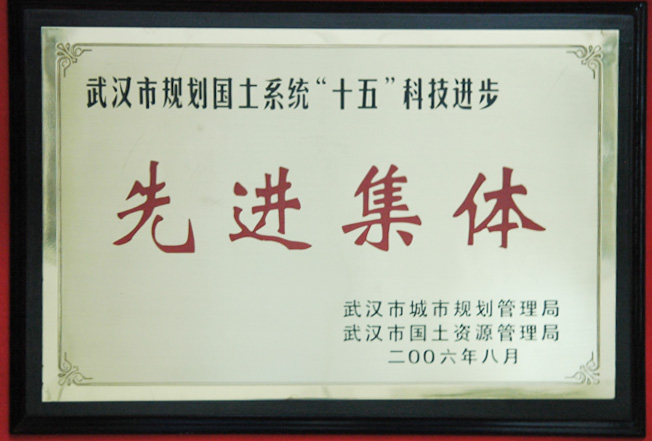 武汉市规划国土系统“十五”科技进步
先进集体
武汉市城市规划管理局
武汉市国土资源管理局
二OO六年八月